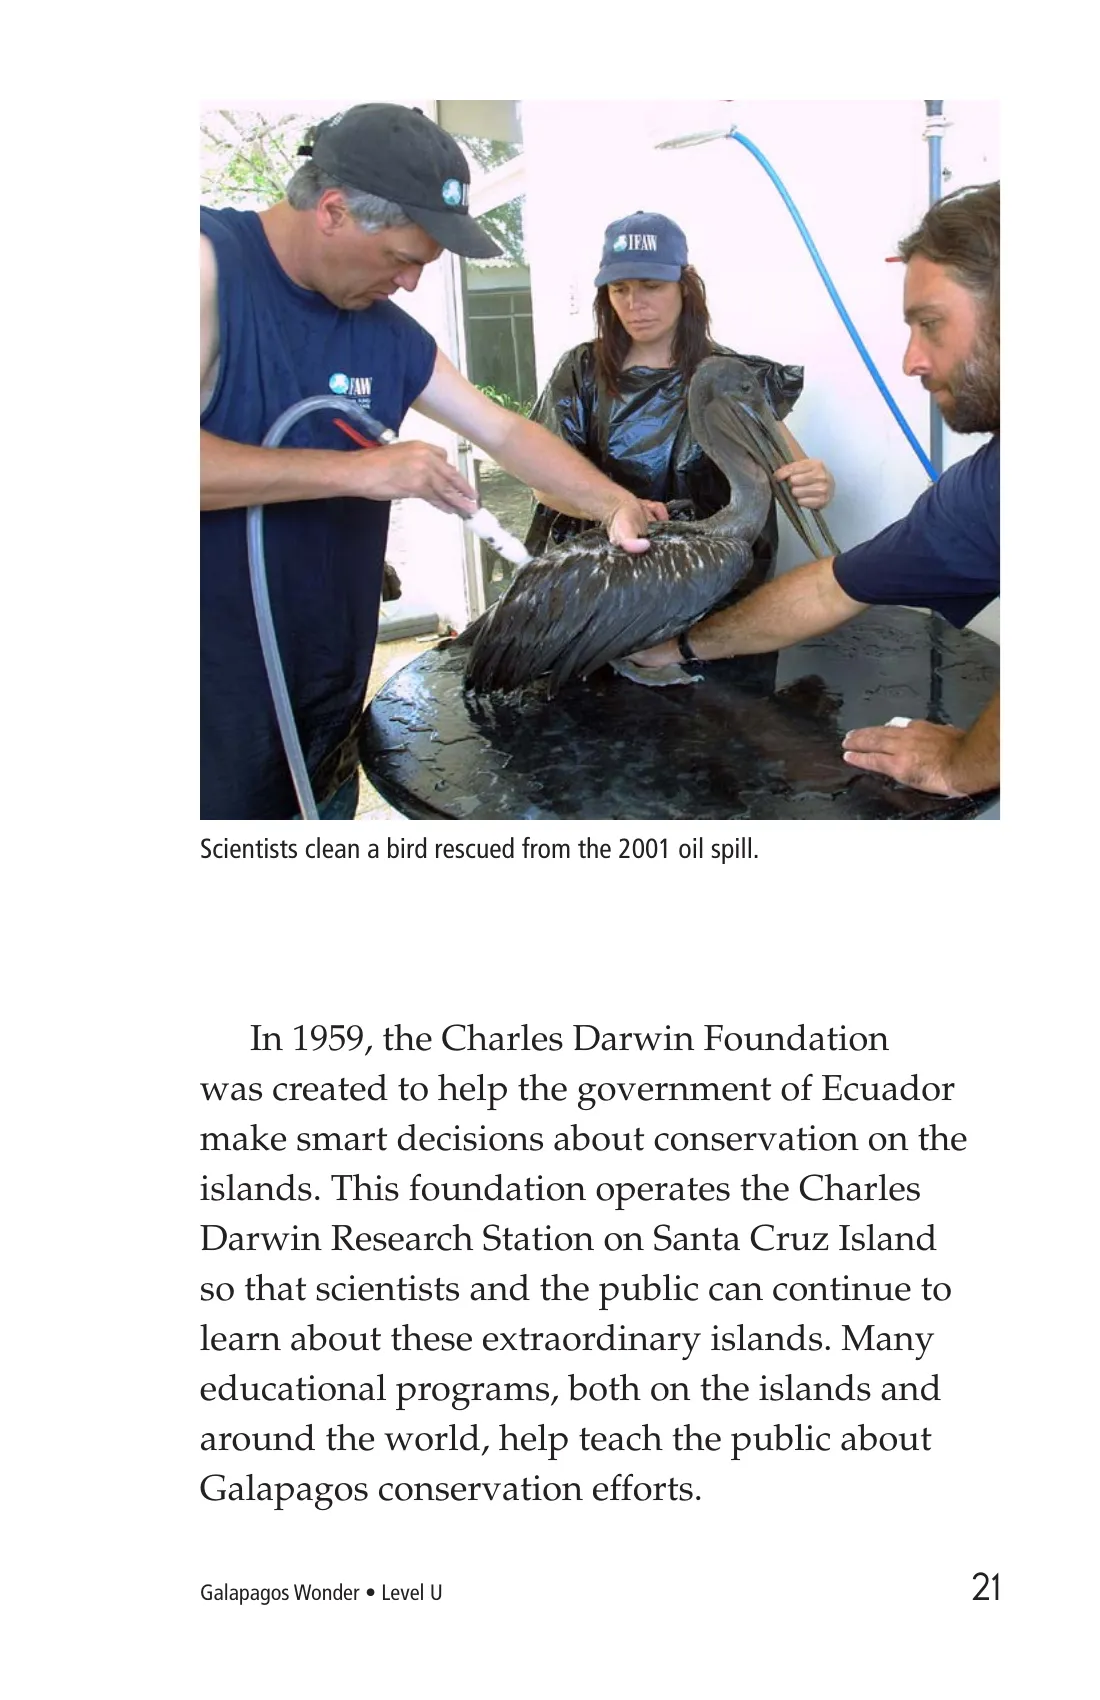 IFAW
FAW
Scientists clean a bird rescued from the 2001 oil spill.
In 1959, the Charles Darwin Foundation
was created to help the government of Ecuador
make smart decisions about conservation on the
islands. This foundation operates the Charles
Darwin Research Station on Santa Cruz Island
so that scientists and the public can continue to
learn about these extraordinary islands. Many
educational programs, both on the islands and
around the world, help teach the public about
Galapagos conservation efforts.
Galapagos Wonder • Level U
21